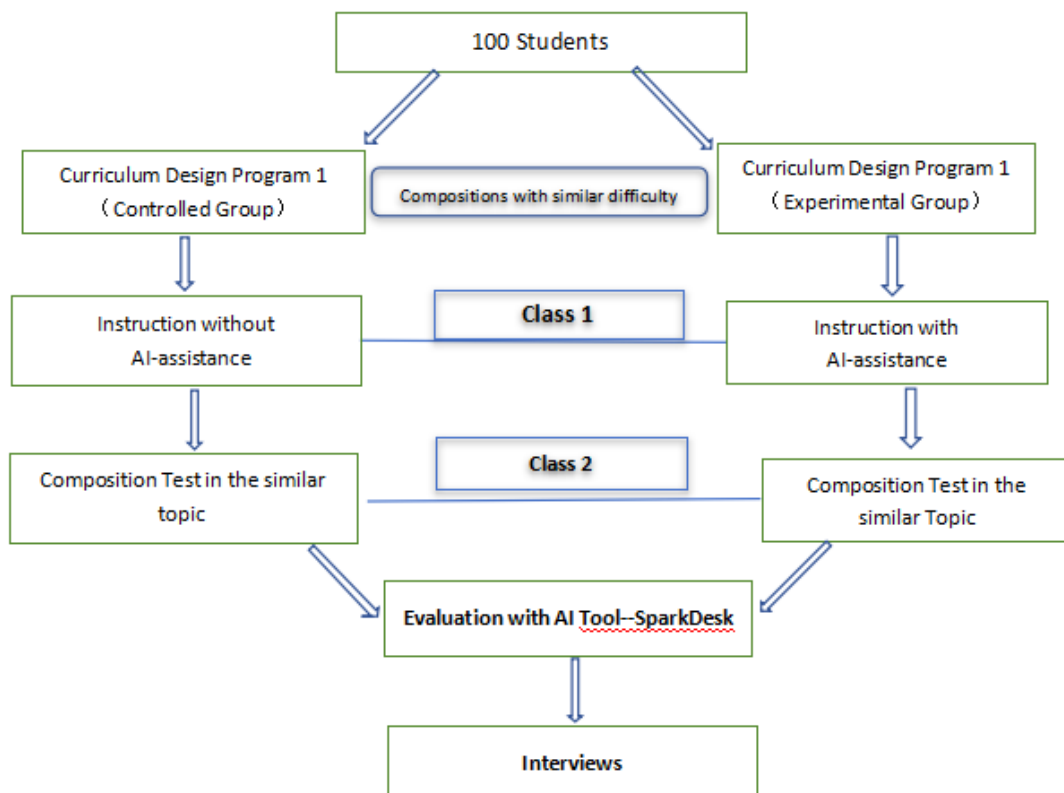 100 Students
Curriculum Design Program 1
（Controlled Group）
Compositions with similar difficulty
Curriculum Design Program 1
（Experimental Group）
Instruction without
AI-assistance
Class 1
Instruction with
AI-assistance
Composition Test in the similar
topic
Class 2
Composition Test in the
similar Topic
Evaluation with AI Tool--SparkDesk
Interviews